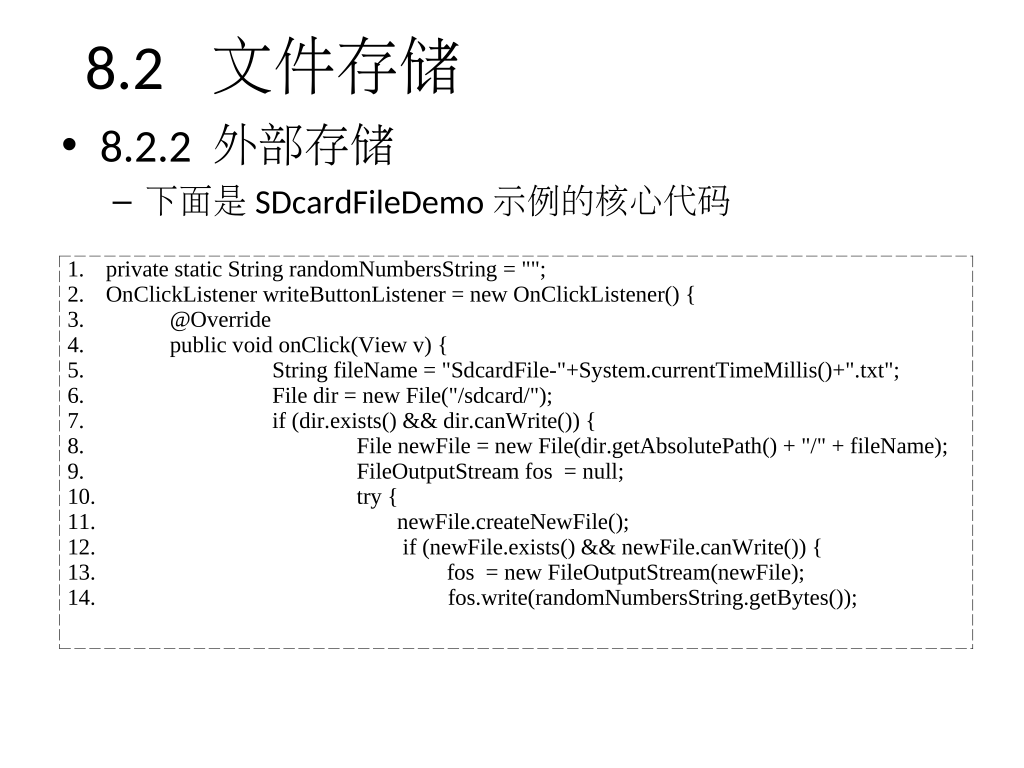 8.2 文件存储
• 8.2.2 外部存储
– 下面是 SDcardFileDemo 示例的核心代码
1. private static String randomNumbersString = "";
2. OnClickListener writeButtonListener = new OnClickListener() {
3. @Override
4. public void onClick(View v) {
5. String fileName = "SdcardFile-"+System.currentTimeMillis()+".txt";
6. File dir = new File("/sdcard/");
7. if (dir.exists() && dir.canWrite()) {
8. File newFile = new File(dir.getAbsolutePath() + "/" + fileName);
9. FileOutputStream fos = null;
10. try {
11. newFile.createNewFile();
12. if (newFile.exists() && newFile.canWrite()) {
13. fos = new FileOutputStream(newFile);
14. fos.write(randomNumbersString.getBytes());